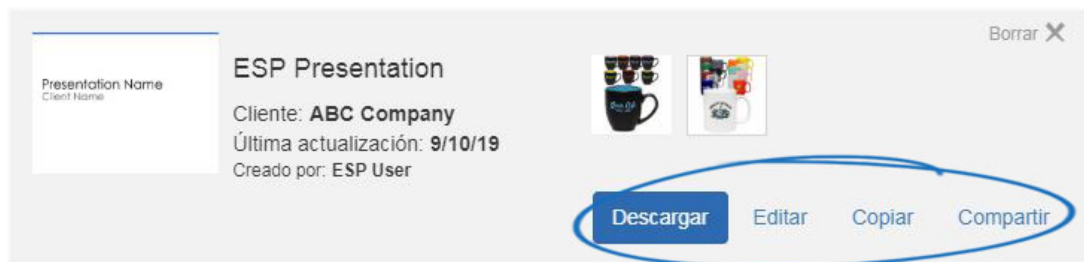 Borrar
Presentation Name
Client Name
ESP Presentation
Cliente: ABC Company
Última actualización: 9/10/19
Creado por: ESP User
Descargar Editar Copiar Compartir